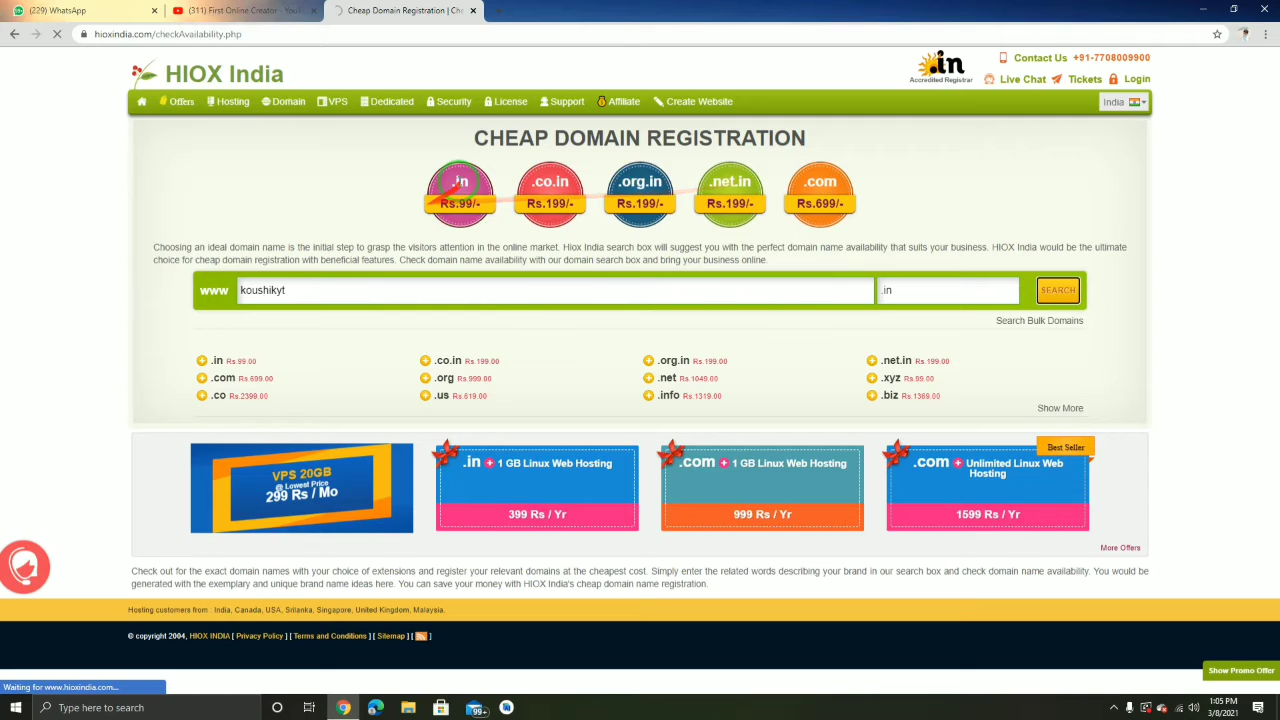 (229) WhatsApp
Cheap Domain Re
hioxindia.com/checkAvailability.php
HIOX India
.in
Accredited Registrar
Contact Us +91-7708009900
Live Chat Tickets Login
Offers Hosting Domain VPS Dedicated Security License Support Affiliate Create Website India
CHEAP DOMAIN REGISTRATION
.in .co.in .org.in .net.in .com
Rs.99/- Rs.199/- Rs.199/- Rs.199/- Rs.699/-
Choosing an ideal domain name is the initial step to grasp the visitors attention in the online market. Hiox India search box will suggest you with the perfect domain name availability that suits your business. HIOX India would be the ultimate
choice for cheap domain registration with beneficial features. Check domain name availability with our domain search box and bring your business online.
www koushikyt .in SEARCH
Search Bulk Domains
.in Rs.99.00 .co.in Rs.199.00 .org.in Rs.199.00 .net.in Rs.199.00
.com Rs.699.00 .org Rs.999.00 .net Rs.1049.00 .xyz Rs.99.00
.co Rs.2399.00 .us Rs.619.00 .info Rs.1319.00 .biz Rs.1369.00
Show More
VPS 20GB
@ Lowest Price
299 Rs / Mo
.in + 1 GB Linux Web Hosting
399 Rs / Yr
.com + 1 GB Linux Web Hosting
999 Rs / Yr
Best Seller
.com + Unlimited Linux Web
Hosting
1599 Rs / Yr
More Offers
Check out for the exact domain names with your choice of extensions and register your relevant domains at the cheapest cost. Simply enter the related words describing your brand in our search box and check domain name availability. You would be
generated with the exemplary and unique brand name ideas here. You can save your money with HIOX India's cheap domain name registration.
Hosting customers from : India, Canada, USA, Srilanka, Singapore, United Kingdom, Malaysia.
© copyright 2004, HIOX INDIA [ Privacy Policy ] [ Terms and Conditions ] [ Sitemap ] [ ]
Show Promo Offer
Waiting for www.hioxindia.com...
Type here to search
99+
1:05 PM
3/8/2021